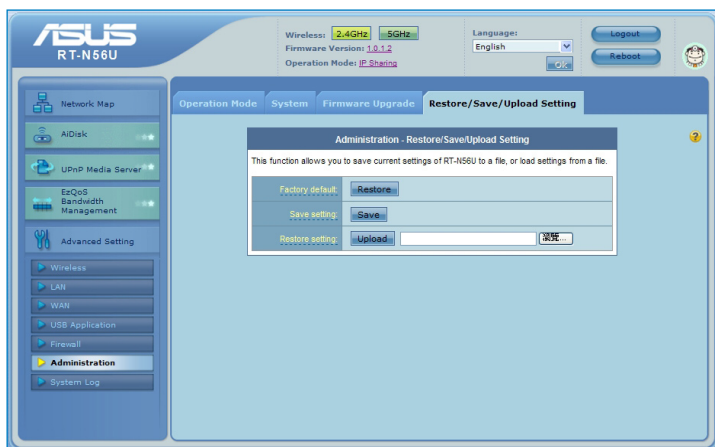 ASUS
RT-N56U
Wireless: 2.4GHz 5GHz
Firmware Version: 1.0.1.2
Operation Mode: IP Sharing
Language:
English
OK
Logout
Reboot
Network Map
AiDisk
UPnP Media Server
EzQoS
Bandwidth
Management
Advanced Setting
Wireless
LAN
WAN
USB Application
Firewall
Administration
System Log
Operation Mode System Firmware Upgrade Restore/Save/Upload Setting
Administration - Restore/Save/Upload Setting
This function allows you to save current settings of RT-N56U to a file, or load settings from a file.
Factory default: Restore
Save setting: Save
Restore setting: Upload 瀏覽...
?